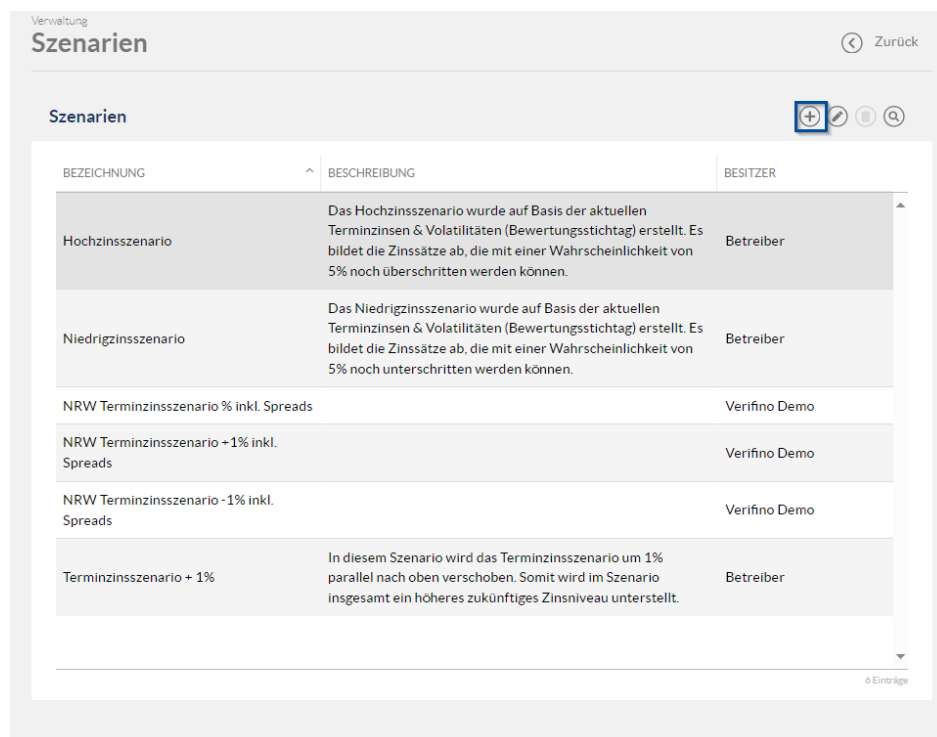 Verwaltung
Szenarien
Zurück
Szenarien
BEZEICHNUNG
BESCHREIBUNG
BESITZER
Hochzinsszenario
Das Hochzinsszenario wurde auf Basis der aktuellen
Terminzinsen & Volatilitäten (Bewertungsstichtag) erstellt. Es
bildet die Zinssätze ab, die mit einer Wahrscheinlichkeit von
5% noch überschritten werden können.
Betreiber
Niedrigzinsszenario
Das Niedrigzinsszenario wurde auf Basis der aktuellen
Terminzinsen & Volatilitäten (Bewertungsstichtag) erstellt. Es
bildet die Zinssätze ab, die mit einer Wahrscheinlichkeit von
5% noch unterschritten werden können.
Betreiber
NRW Terminzinsszenario % inkl. Spreads
Verifino Demo
NRW Terminzinsszenario +1% inkl.
Spreads
Verifino Demo
NRW Terminzinsszenario -1% inkl.
Spreads
Verifino Demo
Terminzinsszenario + 1%
In diesem Szenario wird das Terminzinsszenario um 1%
parallel nach oben verschoben. Somit wird im Szenario
insgesamt ein höheres zukünftiges Zinsniveau unterstellt.
Betreiber
6 Einträge